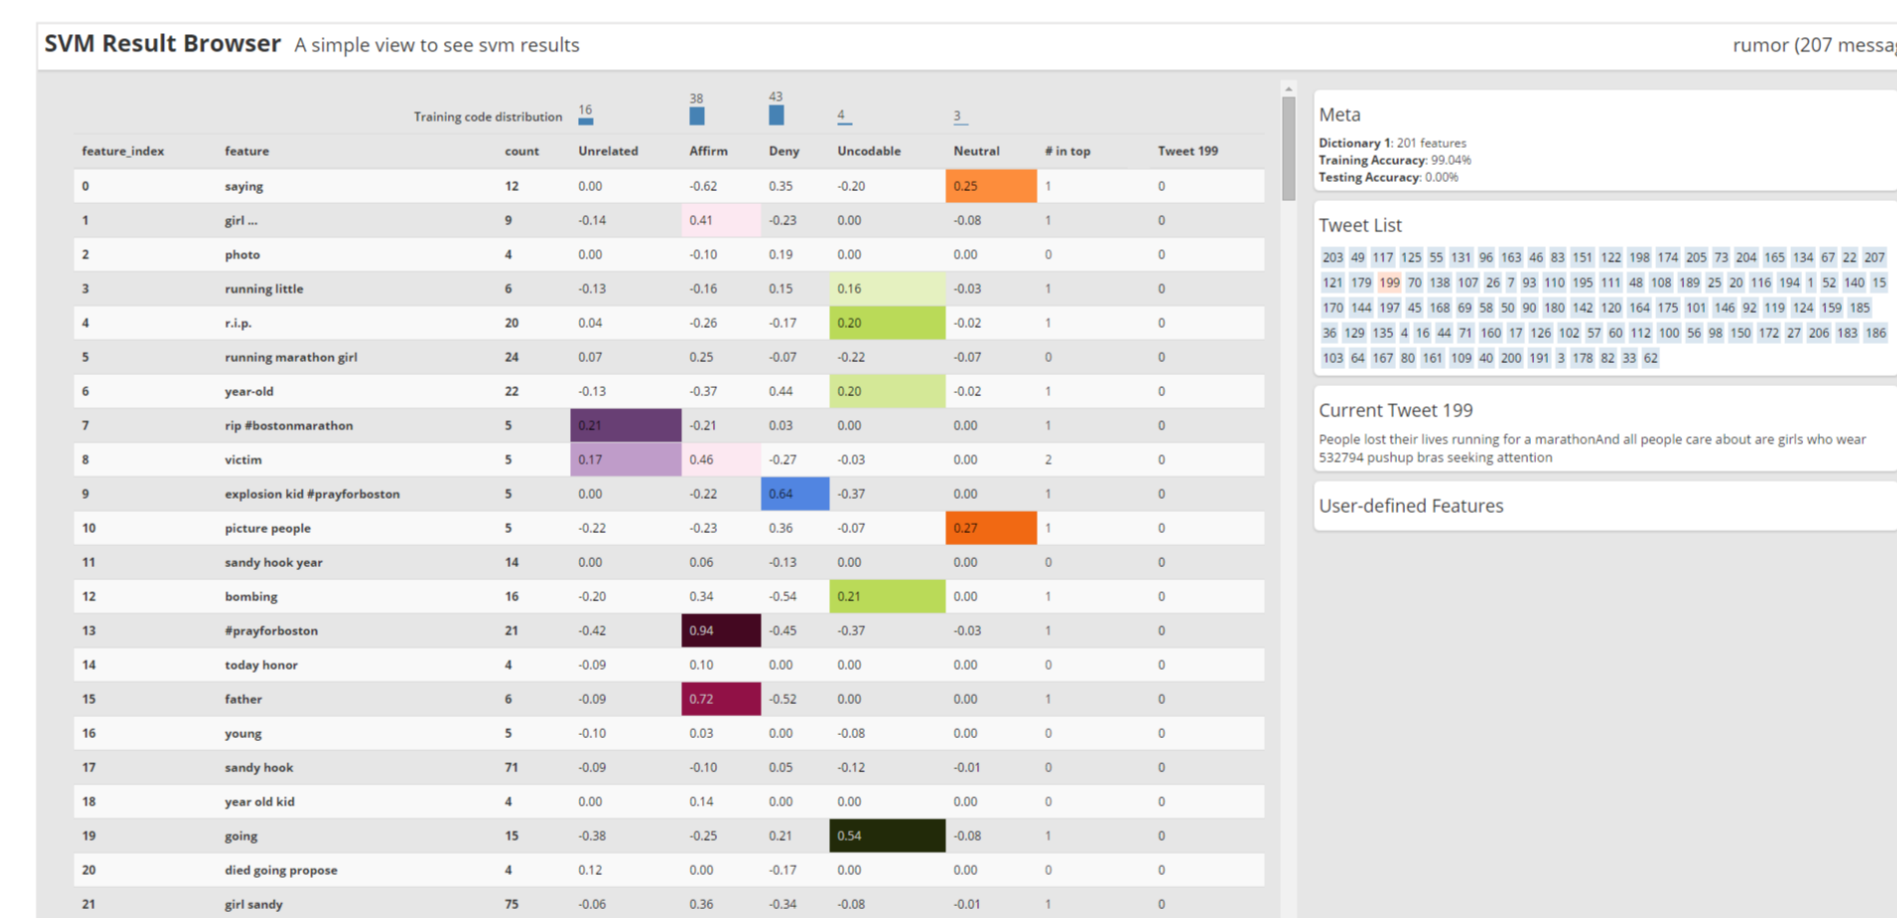 SVM Result Browser A simple view to see svm results rumor (207 messag
Training code distribution 16 38 43 4 3
feature_index feature count Unrelated Affirm Deny Uncodable Neutral # in top Tweet 199
0 saying 12 0.00 -0.62 0.35 -0.20 0.25 1 0
1 girl ... 9 -0.14 0.41 -0.23 0.00 -0.08 1 0
2 photo 4 0.00 -0.10 0.19 0.00 0.00 0 0
3 running little 6 -0.13 -0.16 0.15 0.16 -0.03 1 0
4 r.i.p. 20 0.04 -0.26 -0.17 0.20 -0.02 1 0
5 running marathon girl 24 0.07 0.25 -0.07 -0.22 -0.07 0 0
6 year-old 22 -0.13 -0.37 0.44 0.20 -0.02 1 0
7 rip #bostonmarathon 5 0.21 -0.21 0.03 0.00 0.00 1 0
8 victim 5 0.17 0.46 -0.27 -0.03 0.00 2 0
9 explosion kid #prayforboston 5 0.00 -0.22 0.64 -0.37 0.00 1 0
10 picture people 5 -0.22 -0.23 0.36 -0.07 0.27 1 0
11 sandy hook year 14 0.00 0.06 -0.13 0.00 0.00 0 0
12 bombing 16 -0.20 0.34 -0.54 0.21 0.00 1 0
13 #prayforboston 21 -0.42 0.94 -0.45 -0.37 -0.03 1 0
14 today honor 4 -0.09 0.10 0.00 0.00 0.00 0 0
15 father 6 -0.09 0.72 -0.52 0.00 0.00 1 0
16 young 5 -0.10 0.03 0.00 -0.08 0.00 0 0
17 sandy hook 71 -0.09 -0.10 0.05 -0.12 -0.01 0 0
18 year old kid 4 0.00 0.14 0.00 0.00 0.00 0 0
19 going 15 -0.38 -0.25 0.21 0.54 -0.08 1 0
20 died going propose 4 0.12 0.00 -0.17 0.00 0.00 0 0
21 girl sandy 75 -0.06 0.36 -0.34 -0.08 -0.01 1 0
Meta
Dictionary 1: 201 features
Training Accuracy: 99.04%
Testing Accuracy: 0.00%
Tweet List
203 49 117 125 55 131 96 163 46 83 151 122 198 174 205 73 204 165 134 67 22 207
121 179 199 70 138 107 26 7 93 110 195 111 48 108 189 25 20 116 194 1 52 140 15
170 144 197 45 168 69 58 50 90 180 142 120 164 175 101 146 92 119 124 159 185
36 129 135 4 16 44 71 160 17 126 102 57 60 112 100 56 98 150 172 27 206 183 186
103 64 167 80 161 109 40 200 191 3 178 82 33 62
Current Tweet 199
People lost their lives running for a marathonAnd all people care about are girls who wear
532794 pushup bras seeking attention
User-defined Features